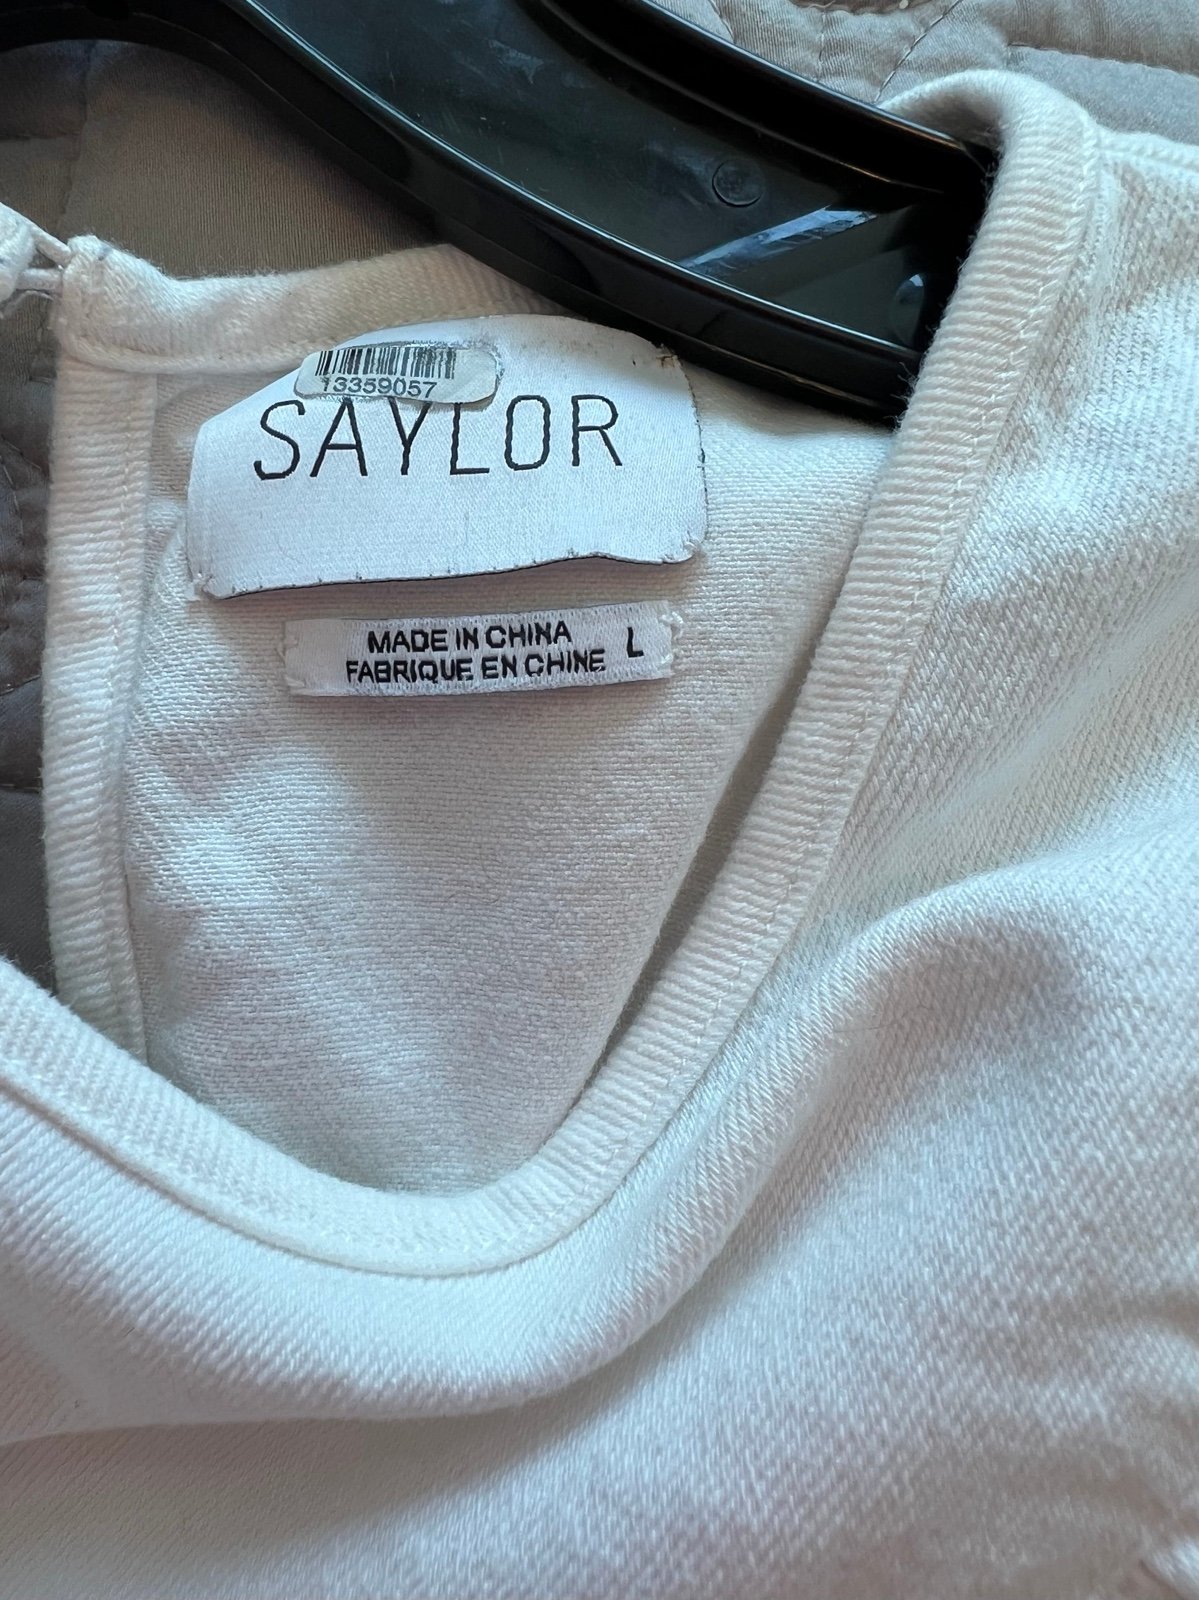 13359057
SAYLOR
MADE IN CHINA
FABRIQUE EN CHINE
L